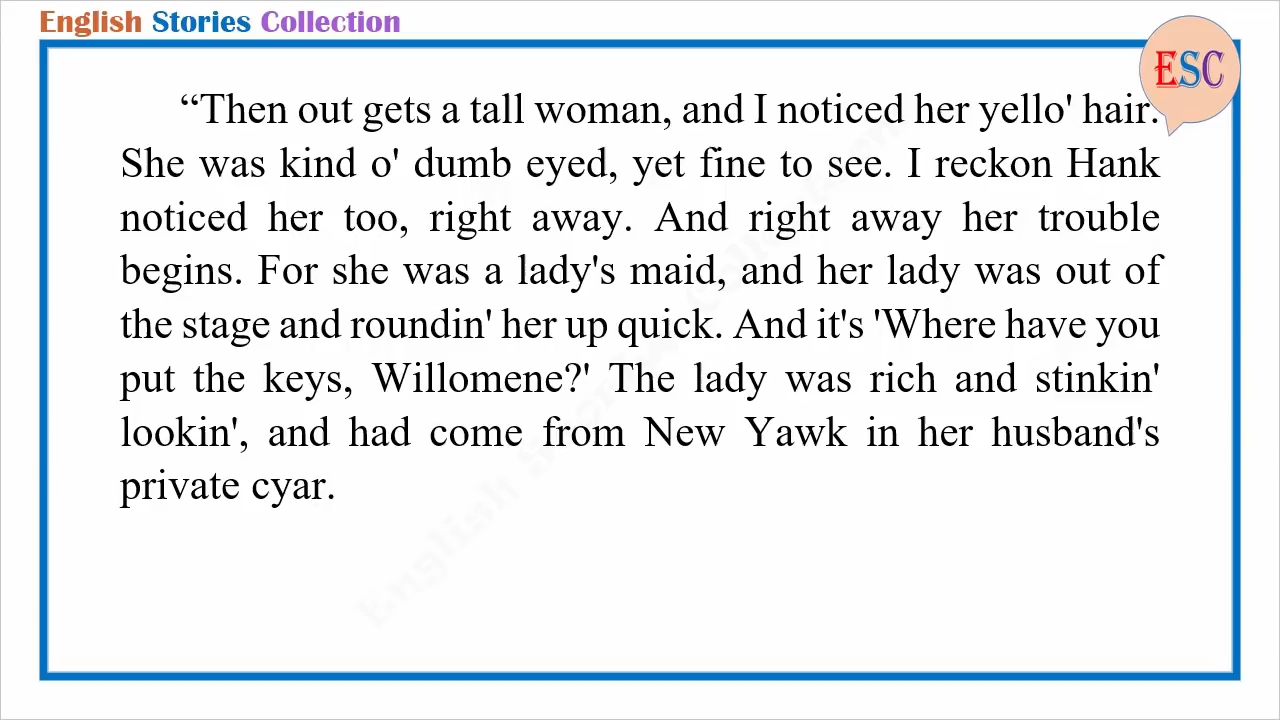 English Stories Collection
ESC
“Then out gets a tall woman, and I noticed her yello' hair.
She was kind o' dumb eyed, yet fine to see. I reckon Hank
noticed her too, right away. And right away her trouble
begins. For she was a lady's maid, and her lady was out of
the stage and roundin' her up quick. And it's 'Where have you
put the keys, Willomene?' The lady was rich and stinkin'
lookin', and had come from New Yawk in her husband's
private cyar.